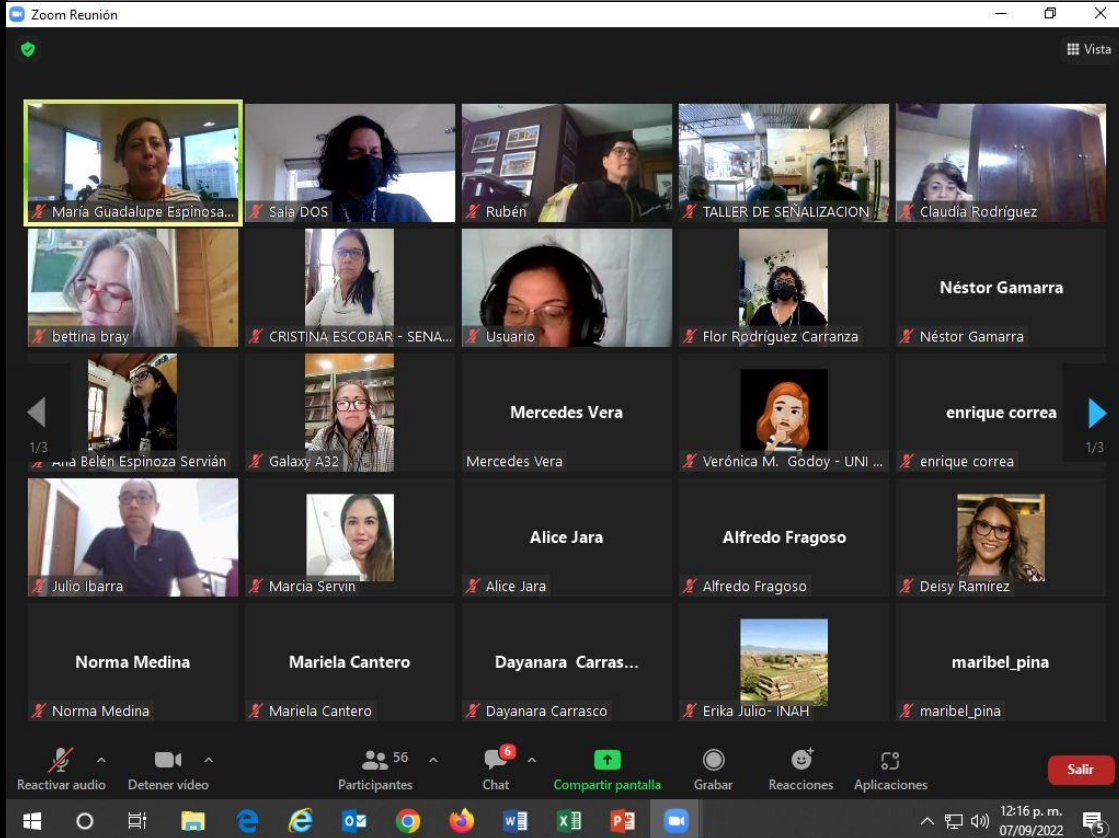 Zoom Reunión
Vista
María Guadalupe Espinosa...
Sala DOS
Rubén
TALLER DE SEÑALIZACION
Claudia Rodríguez
bettina bray
CRISTINA ESCOBAR - SENA...
Usuario
Flor Rodríguez Carranza
Néstor Gamarra
Néstor Gamarra
1/3
Ana Belén Espinoza Servián
Galaxy A32
Mercedes Vera
Mercedes Vera
Verónica M. Godoy - UNI ...
enrique correa
enrique correa
1/3
Julio Ibarra
Marcia Servin
Alice Jara
Alice Jara
Alfredo Fragoso
Alfredo Fragoso
Deisy Ramírez
Norma Medina
Norma Medina
Mariela Cantero
Mariela Cantero
Dayanara Carras...
Dayanara Carrasco
Erika Julio- INAH
maribel_pina
maribel_pina
Reactivar audio
Detener vídeo
56
Participantes
6
Chat
Compartir pantalla
Grabar
Reacciones
Aplicaciones
Salir
12:16 p. m.
07/09/2022
5